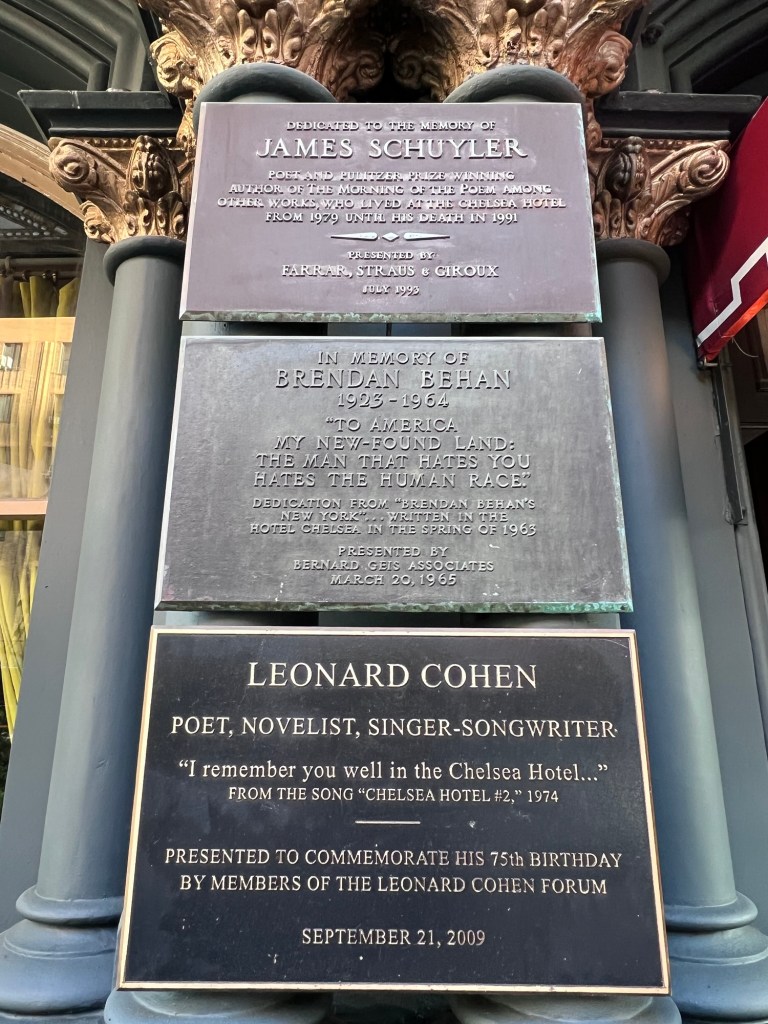 DEDICATED TO THE MEMORY OF
JAMES SCHUYLER
POET AND PULITZER PRIZE WINNING
AUTHOR OF THE MORNING OF THE POEM AMONG
OTHER WORKS, WHO LIVED AT THE CHELSEA HOTEL
FROM 1979 UNTIL HIS DEATH IN 1991
PRESENTED BY
FARRAR, STRAUS & GIROUX
JULY 1993
IN MEMORY OF
BRENDAN BEHAN
1923-1964
"TO AMERICA
MY NEW-FOUND LAND:
THE MAN THAT HATES YOU
HATES THE HUMAN RACE."
DEDICATION FROM "BRENDAN BEHAN'S
NEW YORK"... WRITTEN IN THE
HOTEL CHELSEA IN THE SPRING OF 1963
PRESENTED BY
BERNARD GEIS ASSOCIATES
MARCH 20, 1965
LEONARD COHEN
POET, NOVELIST, SINGER-SONGWRITER
"I remember you well in the Chelsea Hotel..."
FROM THE SONG "CHELSEA HOTEL #2," 1974
PRESENTED TO COMMEMORATE HIS 75th BIRTHDAY
BY MEMBERS OF THE LEONARD COHEN FORUM
SEPTEMBER 21, 2009